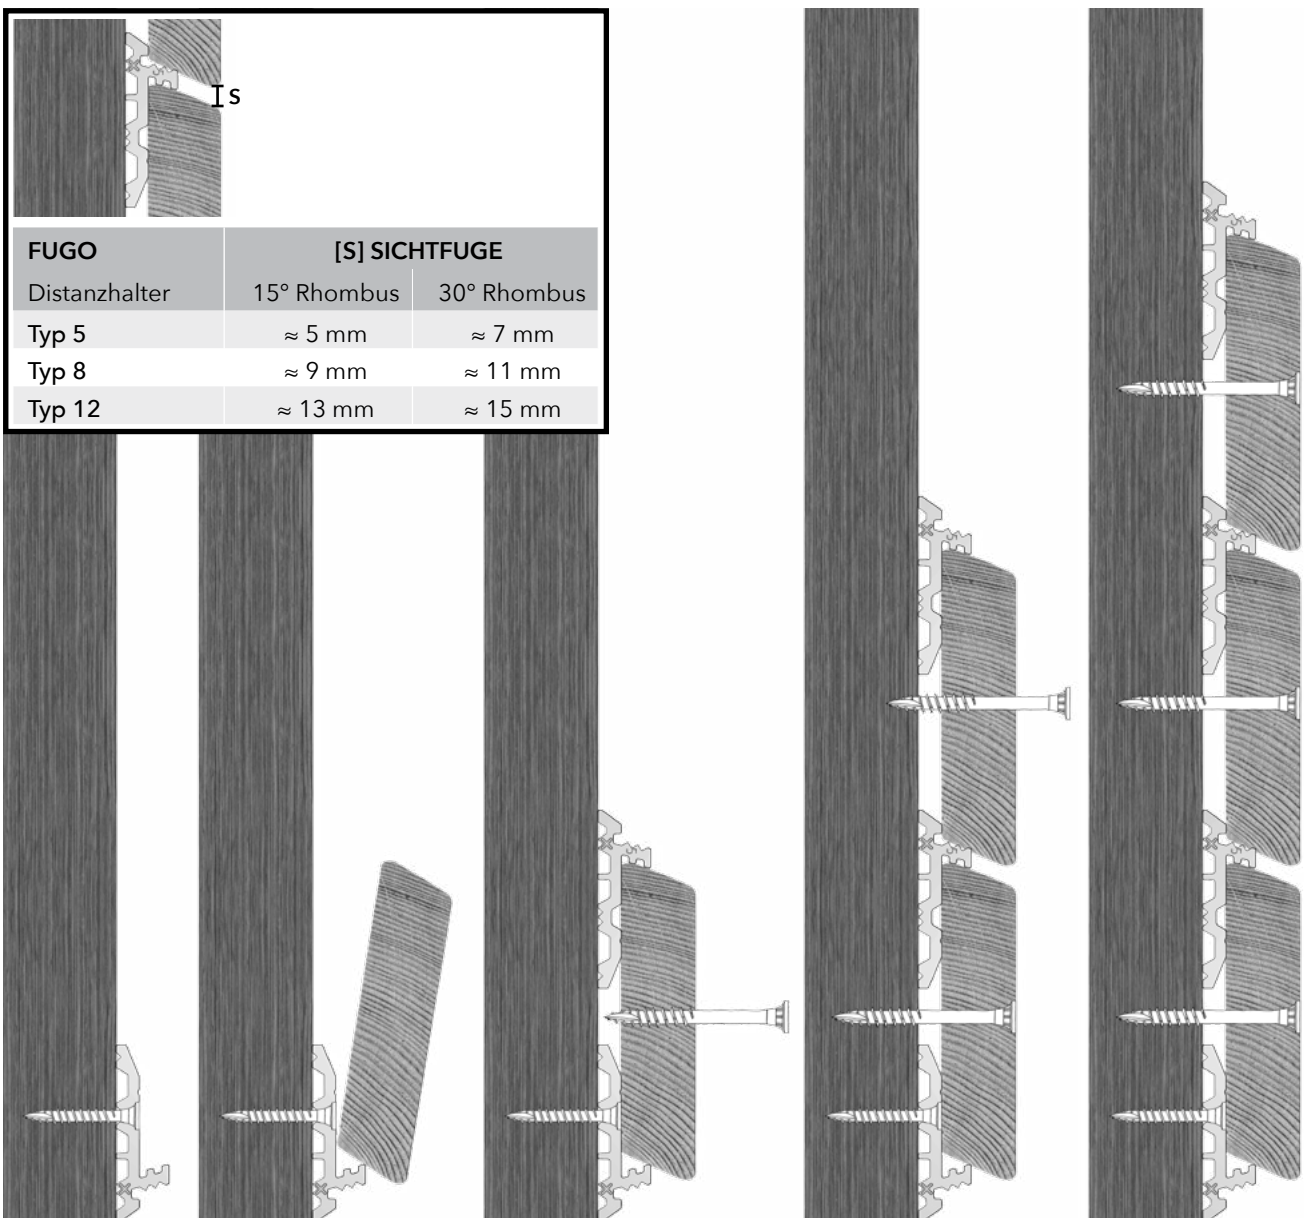 S
FUGO [S] SICHTFUGE
Distanzhalter 15° Rhombus 30° Rhombus
Typ 5 ≈ 5 mm ≈ 7 mm
Typ 8 ≈ 9 mm ≈ 11 mm
Typ 12 ≈ 13 mm ≈ 15 mm